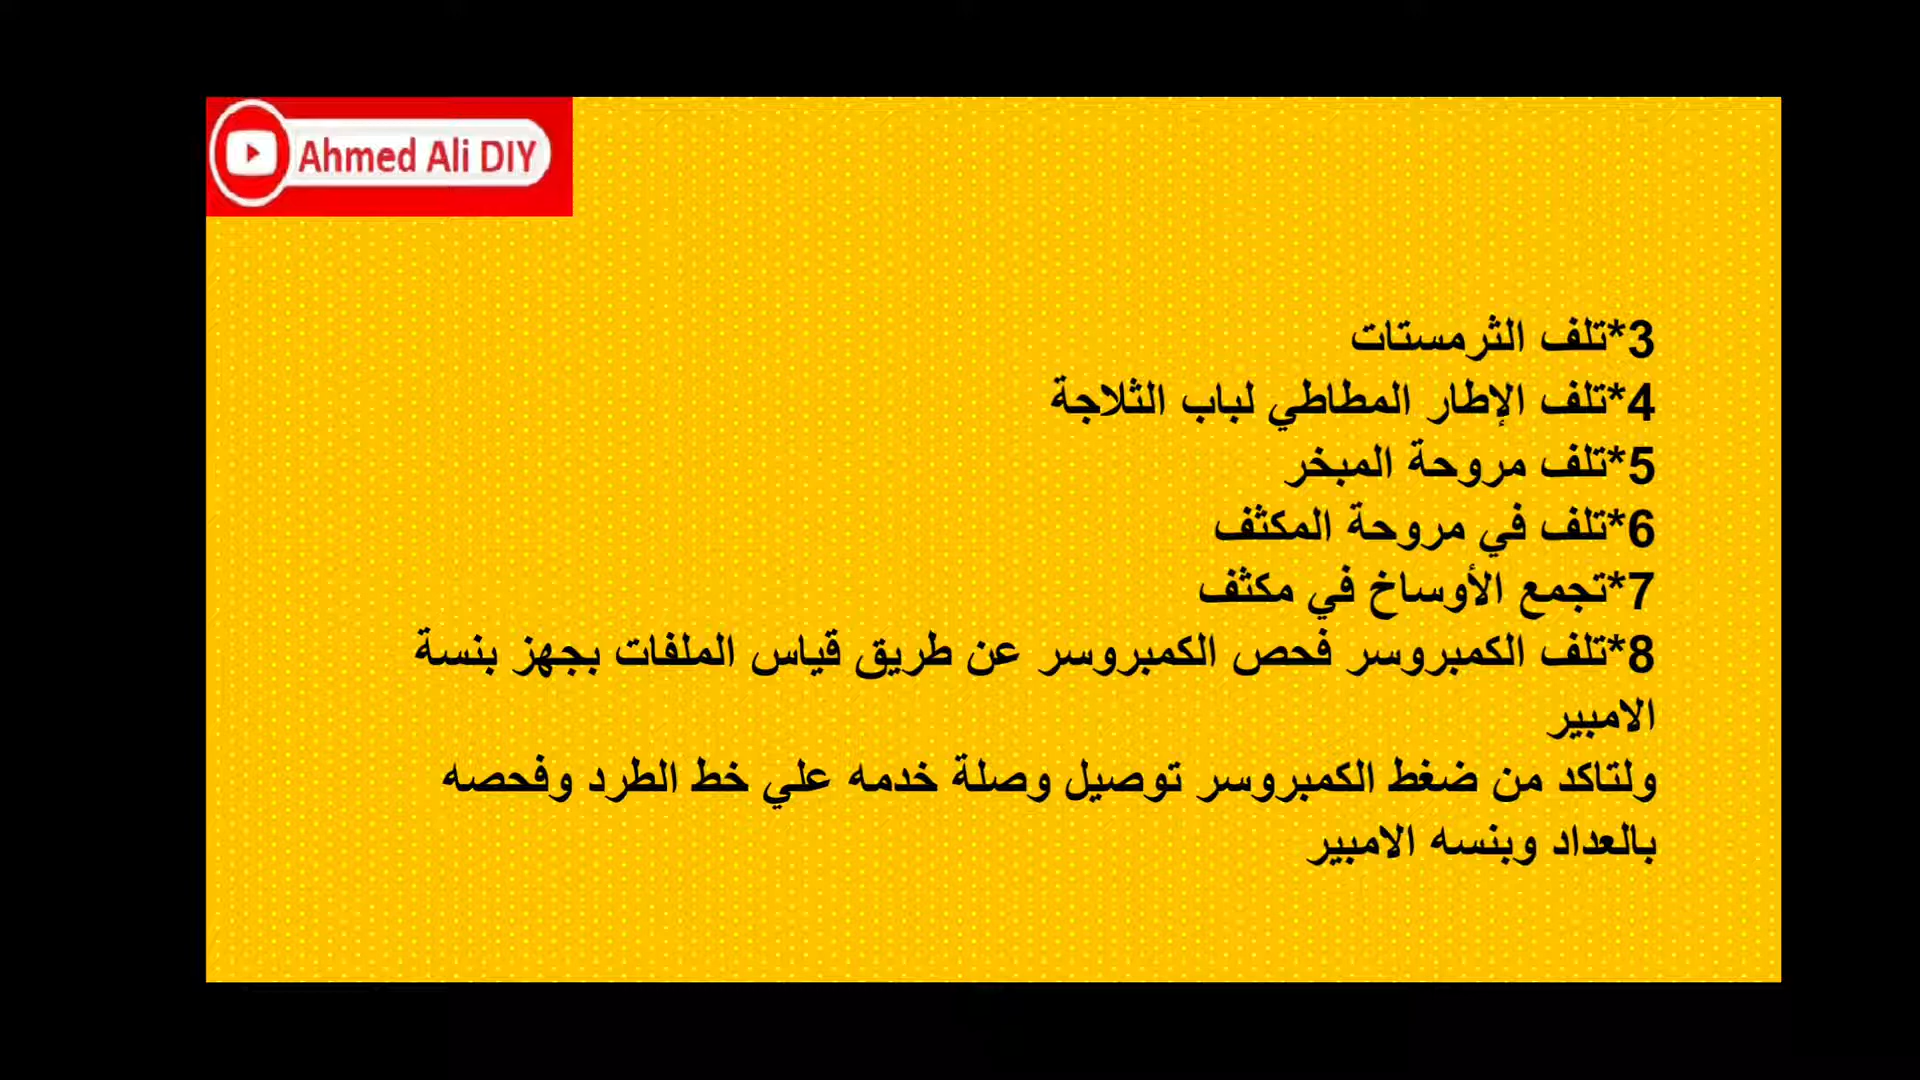 Ahmed Ali DIY
3*تلف الثرمستات
4*تلف الإطار المطاطي لباب الثلاجة
5*تلف مروحة المبخر
6*تلف في مروحة المكثف
7*تجمع الأوساخ في مكثف
8*تلف الكمبروسر فحص الكمبروسر عن طريق قياس الملفات بجهز بنسة
الامبير
ولتاكد من ضغط الكمبروسر توصيل وصلة خدمه علي خط الطرد وفحصه
بالعداد وبنسه الامبير